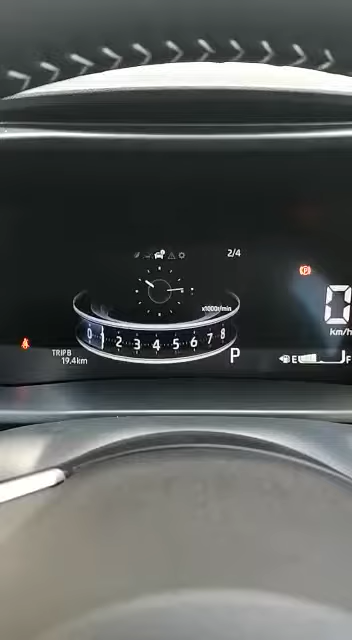 2/4
P
x1000r/min
0
km/h
0 1 2 3 4 5 6 7 8
TRIP B
19.4km
P
E F